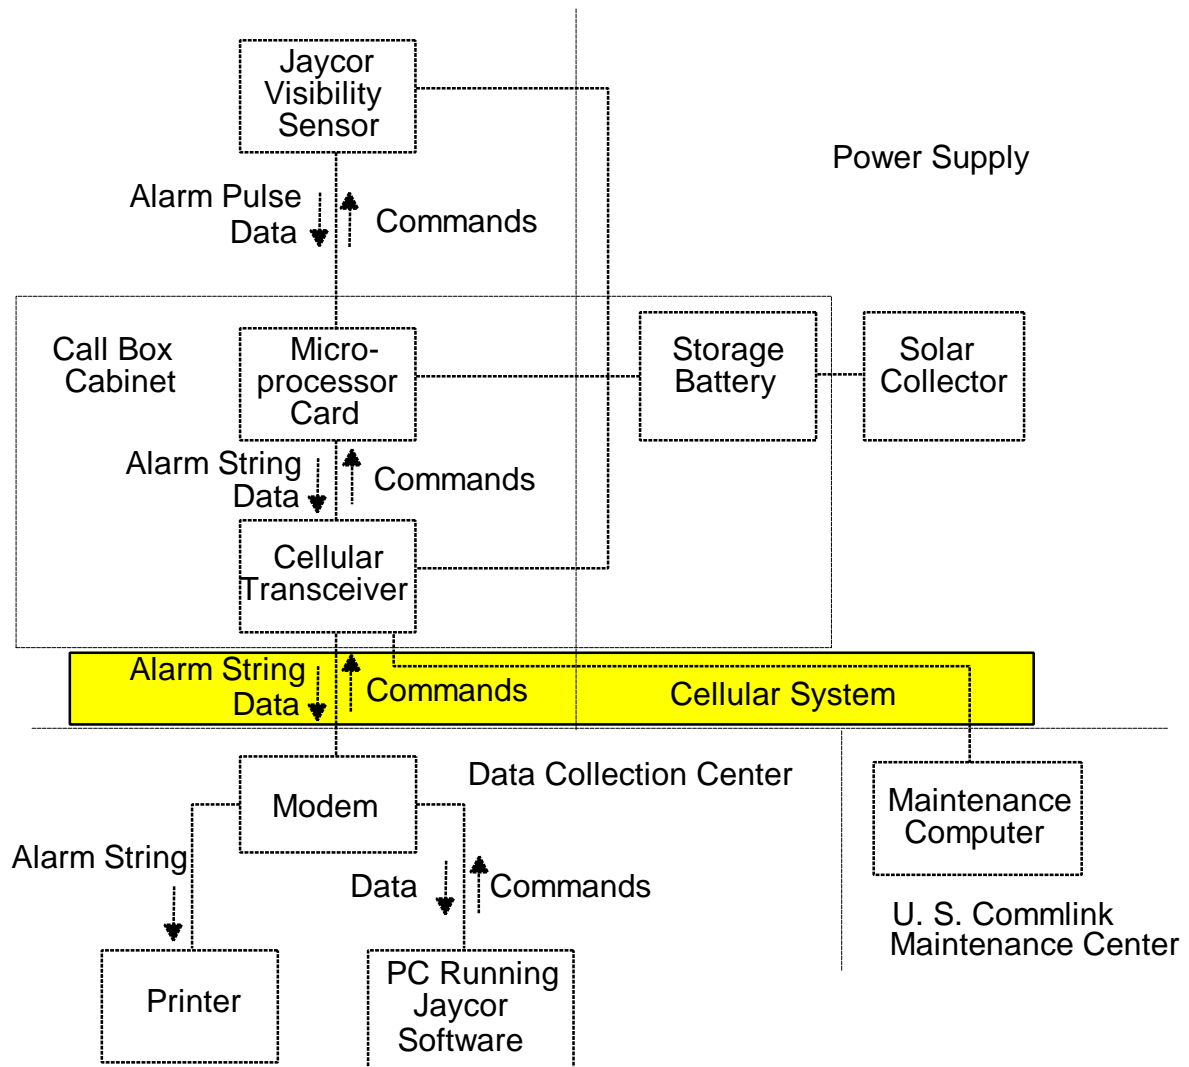 Jaycor
Visibility
Sensor
Power Supply
Alarm Pulse
Data
Commands
Call Box
Cabinet
Micro-
processor
Card
Storage
Battery
Solar
Collector
Alarm String
Data
Commands
Cellular
Transceiver
Alarm String
Data
Commands
Cellular System
Data Collection Center
Modem
Maintenance
Computer
Alarm String
Data
Commands
U. S. Commlink
Maintenance Center
Printer
PC Running
Jaycor
Software